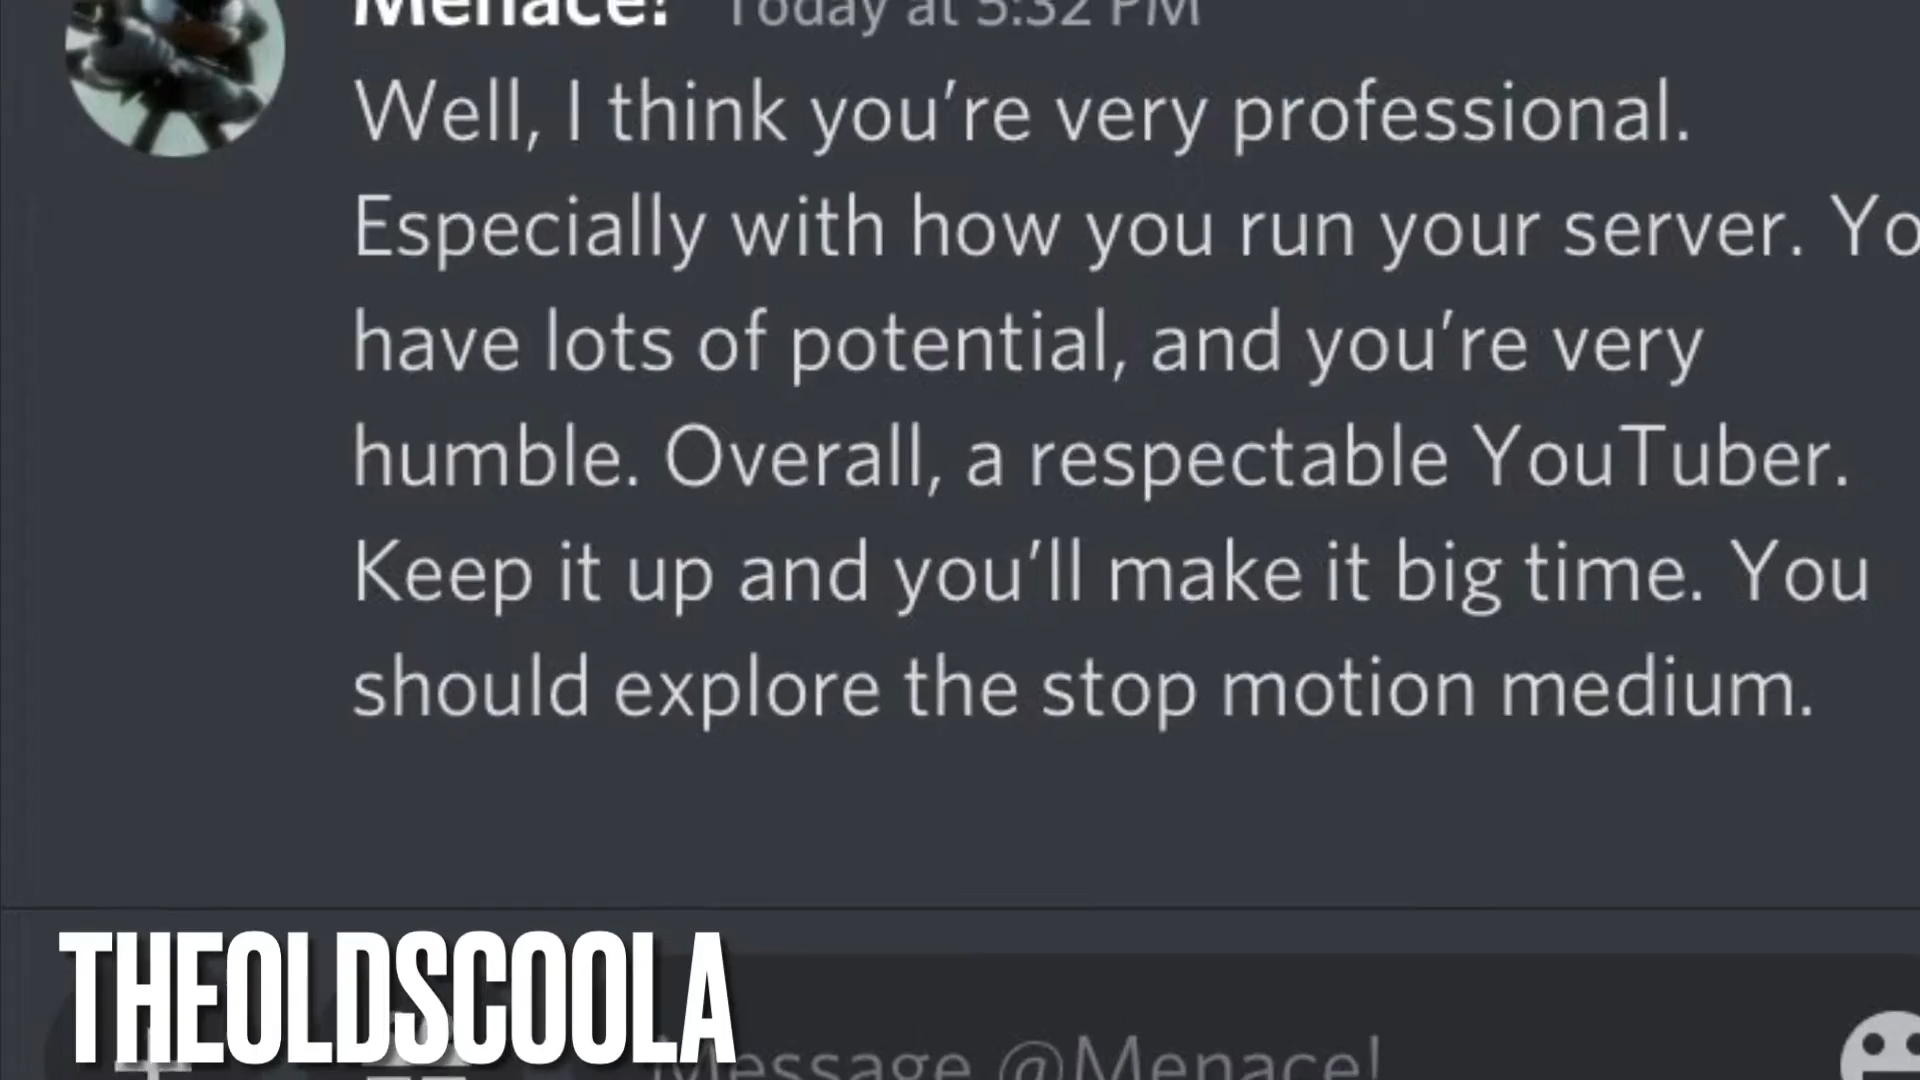 Menace! Today at 5:32 PM
Well, I think you’re very professional.
Especially with how you run your server. Yo
have lots of potential, and you’re very
humble. Overall, a respectable YouTuber.
Keep it up and you’ll make it big time. You
should explore the stop motion medium.
THEOLDSCOOLA
Message @Menace!